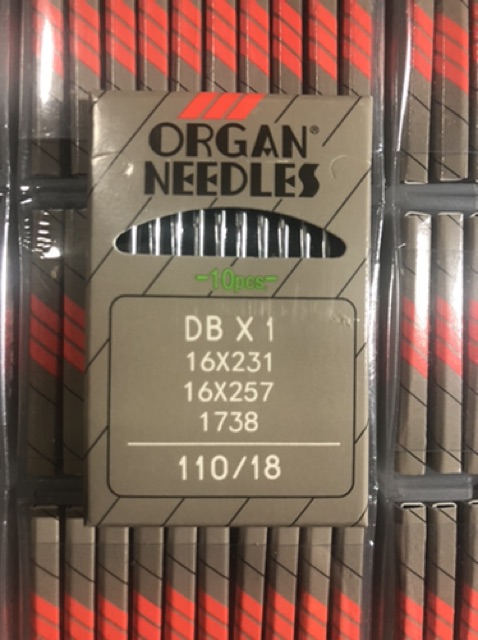 ORGAN®
NEEDLES
-10pcs-
DB X 1
16X231
16X257
1738
110/18